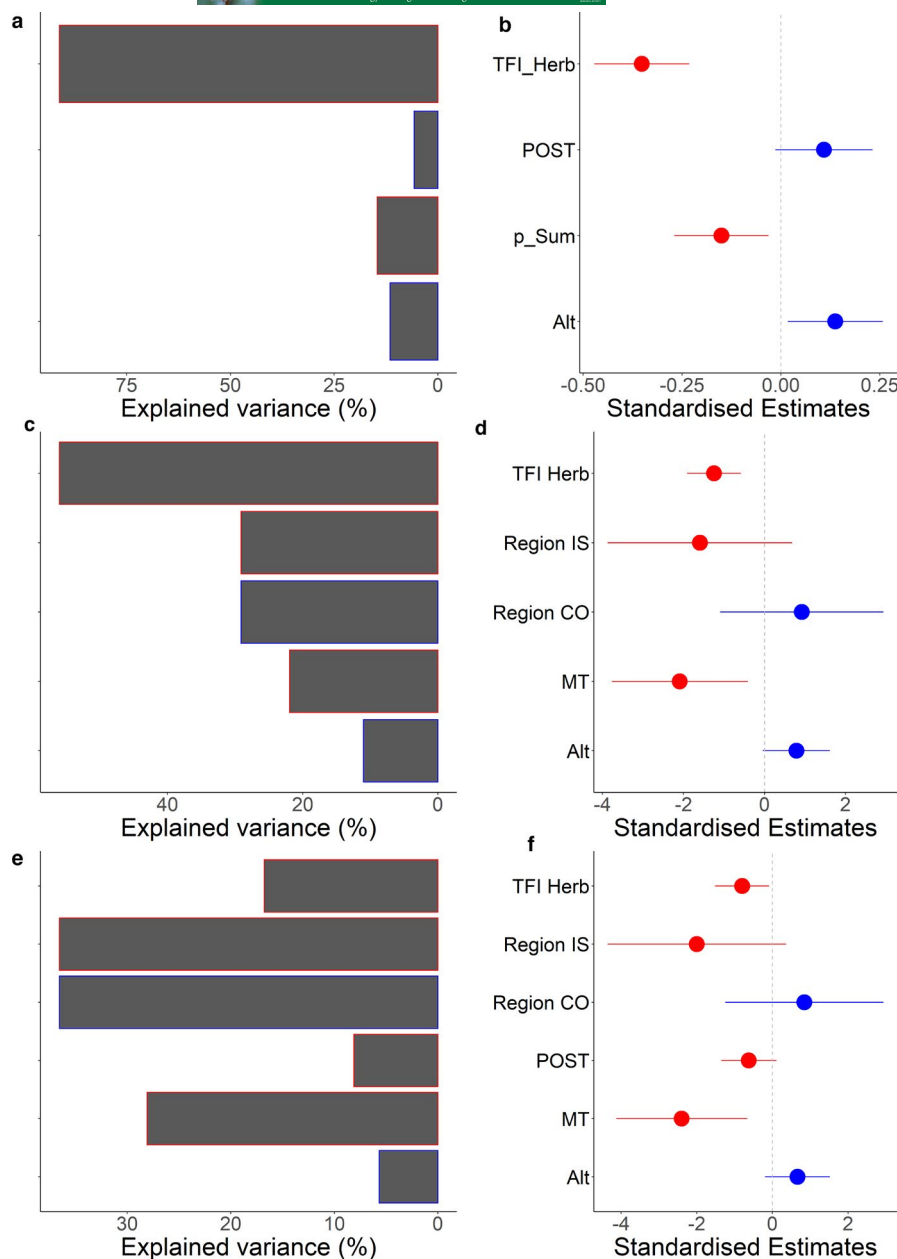 a
75
50
25
0
Explained variance (%)
b
TFI_Herb
POST
p_Sum
Alt
-0.50
-0.25
0.00
0.25
Standardised Estimates
c
40
20
0
Explained variance (%)
d
TFI Herb
Region IS
Region CO
MT
Alt
-4
-2
0
2
Standardised Estimates
e
30
20
10
0
Explained variance (%)
f
TFI Herb
Region IS
Region CO
POST
MT
Alt
-4
-2
0
2
Standardised Estimates